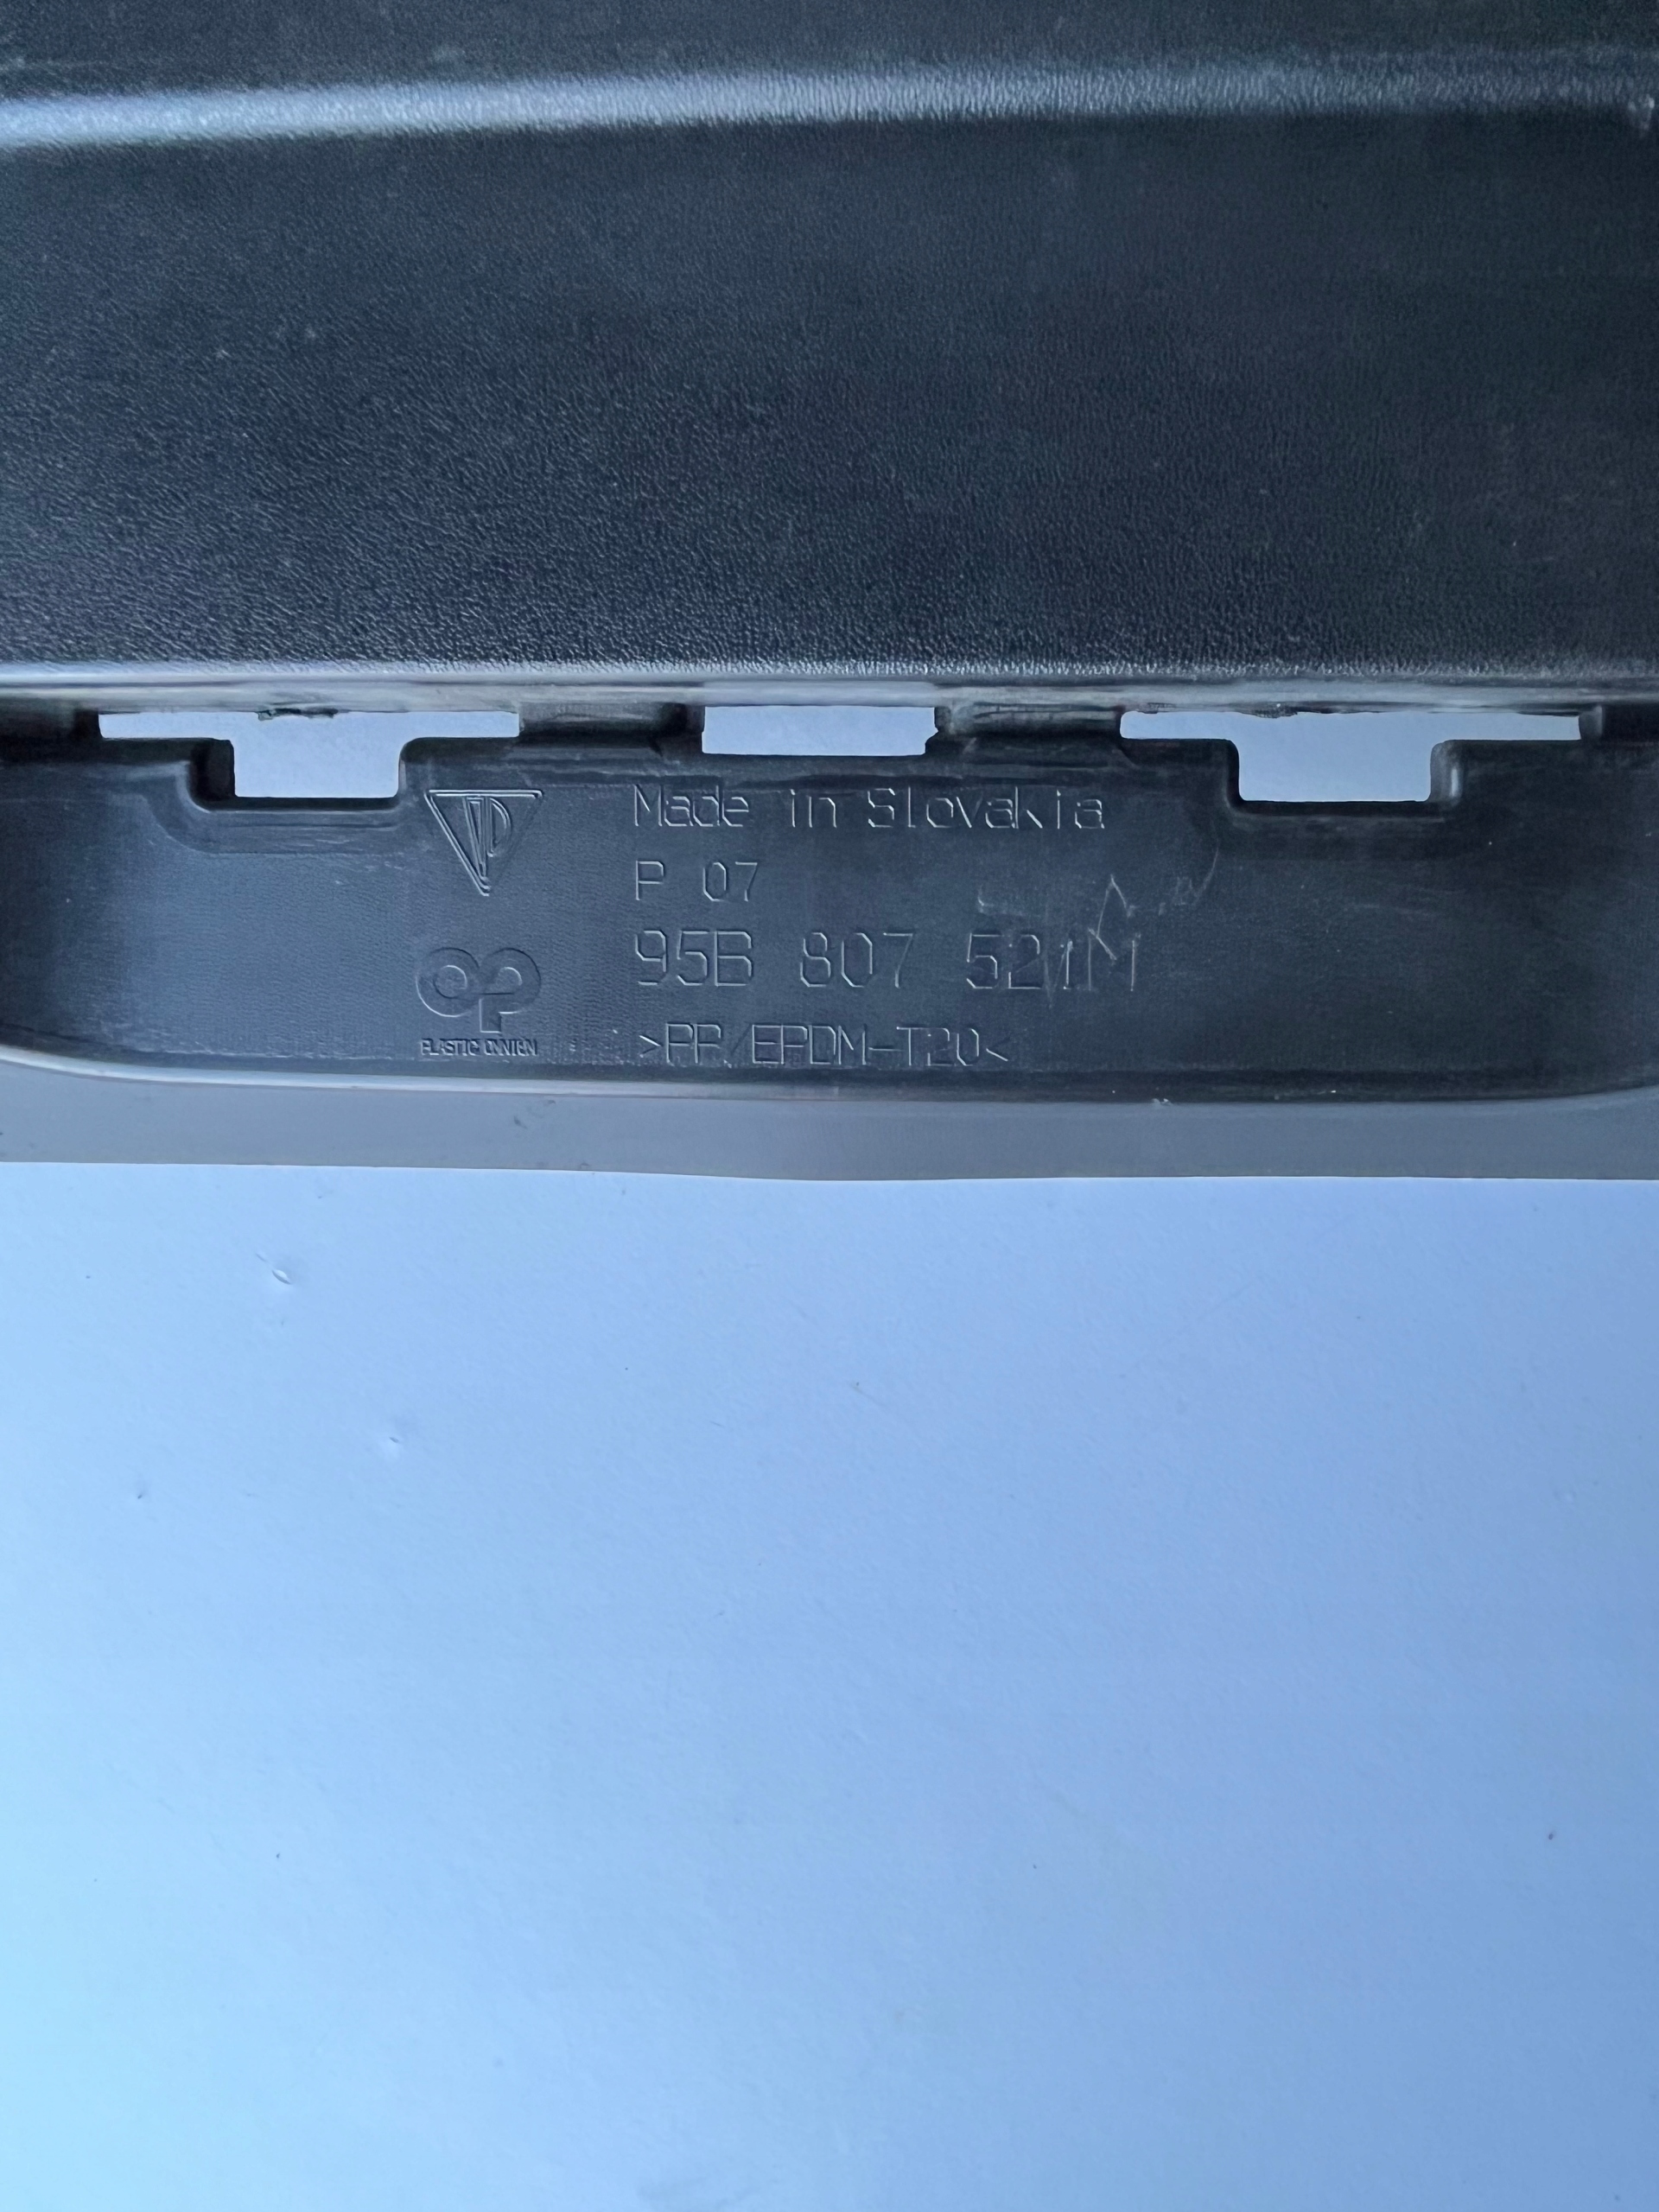 Made in Slovakia
P 07
95B 807 521M
PLASTIC OMNIUM
>PP/EPDM-T20<